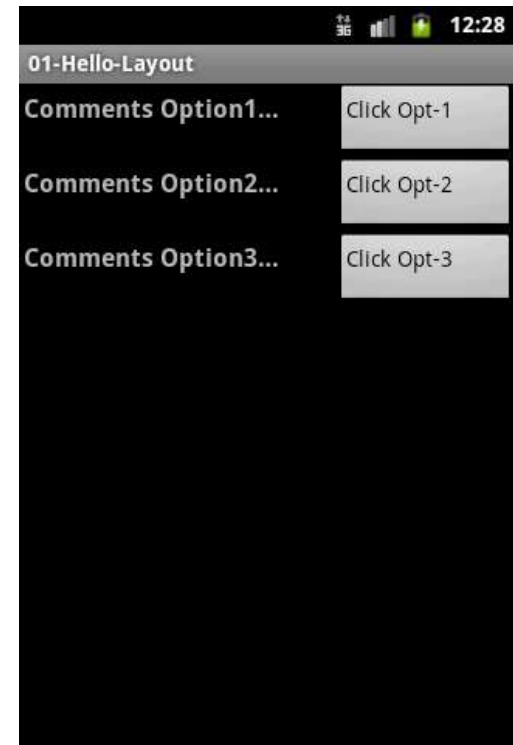 3G 12:28
01-Hello-Layout
Comments Option1... Click Opt-1
Comments Option2... Click Opt-2
Comments Option3... Click Opt-3